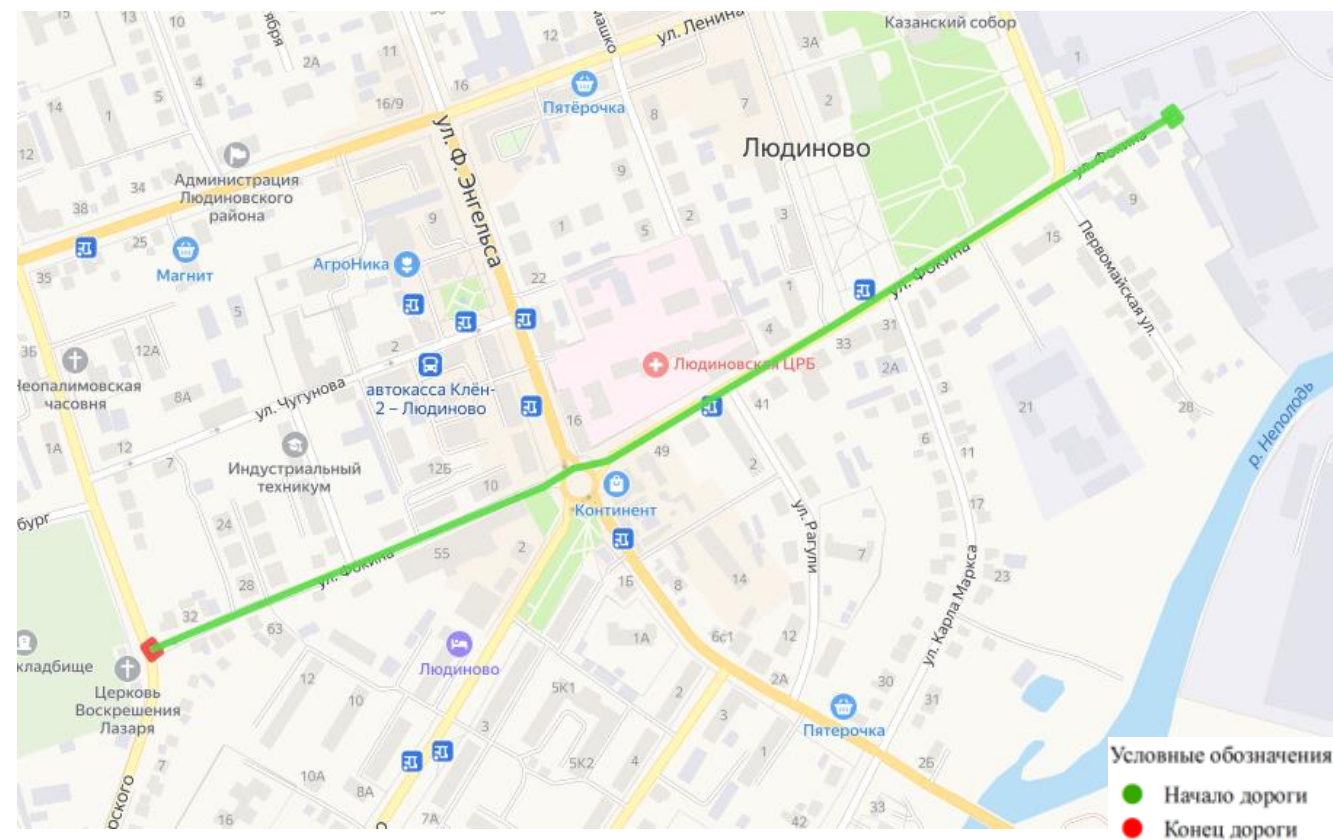 15
13
10
ября
12
машко
ул. Ленина
Казанский собор
4
2А
11
3А
1
5
16
Пятёрочка
14
1
16/9
8
7
2
ул. Фокина
12
Администрация
Людиновского
района
34
38
ул. Ф. Энгельса
9
Людиново
9
25
Магнит
35
АгроНика
9
1
5
2
3
15
Первомайская ул.
22
1
ул. Фокина
5
2
4
31
33
3Б
12А
Неопалимовская
часовня
8А
ул. Чугунова
автокасса Клён-
2 – Людиново
Людиновская ЦРБ
2А
3
41
21
28
р. Неполодь
16
1А
12
7
Индустриальный
техникум
12Б
10
49
2
6
11
Континент
17
бург
24
55
2
ул. Рагули
7
ул. Фокина
28
1Б
8
14
23
32
63
1А
6с1
12
ул. Карла Маркса
кладбище
Церковь
Воскрешения
Лазаря
Людиново
12
10
5К1
2
2А
30
31
3
3
Пятерочка
7
5К2
4
1
2Б
10А
8А
16
7А
42
33
рского
Условные обозначения
Начало дороги
Конец дороги